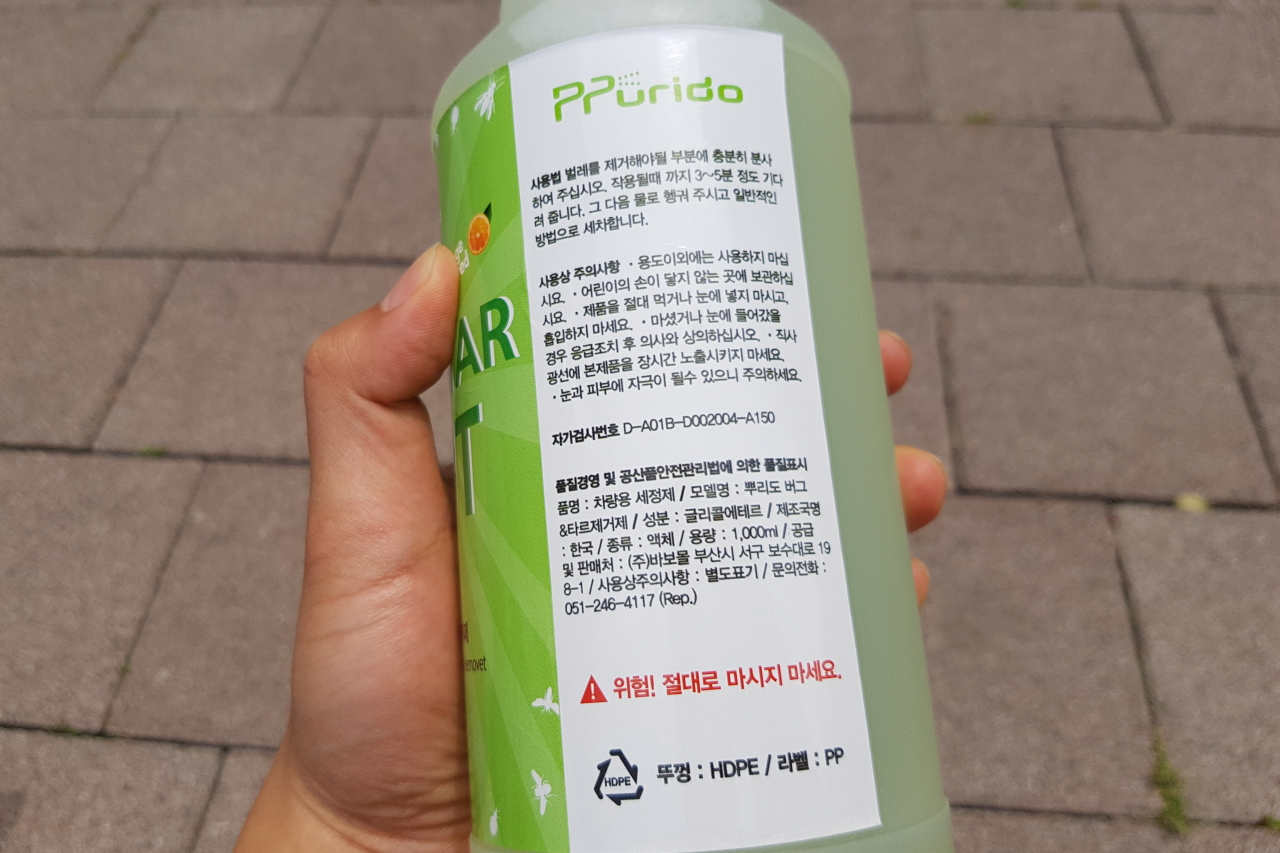 PPurido
사용법 벌레를 제거해야될 부분에 충분히 분사
하여 주십시오. 작용될때 까지 3~5분 정도 기다
려 줍니다. 그 다음 물로 헹궈 주시고 일반적인
방법으로 세차합니다.
사용상 주의사항 · 용도이외에는 사용하지 마십
시요. · 어린이의 손이 닿지 않는 곳에 보관하십
시요. · 제품을 절대 먹거나 눈에 넣지 마시고,
흡입하지 마세요. · 마셨거나 눈에 들어갔을
경우 응급조치 후 의사와 상의하십시오. · 직사
광선에 본제품을 장시간 노출시키지 마세요.
· 눈과 피부에 자극이 될수 있으니 주의하세요.
자가검사번호 D-A01B-D002004-A150
품질경영 및 공산품안전관리법에 의한 품질표시
품명 : 차량용 세정제 / 모델명 : 뿌리도 버그
&타르제거제 / 성분 : 글리콜에테르 / 제조국명
: 한국 / 종류 : 액체 / 용량 : 1,000ml / 공급
및 판매처 : (주)바보몰 부산시 서구 보수대로 19
8-1 / 사용상주의사항 : 별도표기 / 문의전화 :
051-246-4117 (Rep.)
위험! 절대로 마시지 마세요.
HDPE 뚜껑 : HDPE / 라벨 : PP
AR
T
emovet